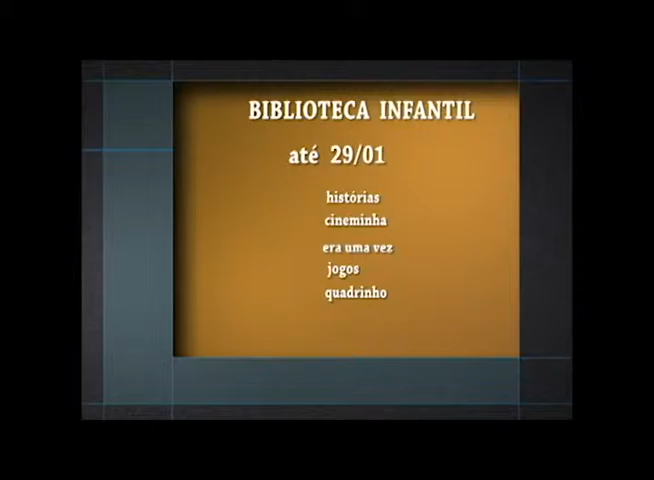 BIBLIOTECA INFANTIL
até 29/01
histórias
cineminha
era uma vez
jogos
quadrinho